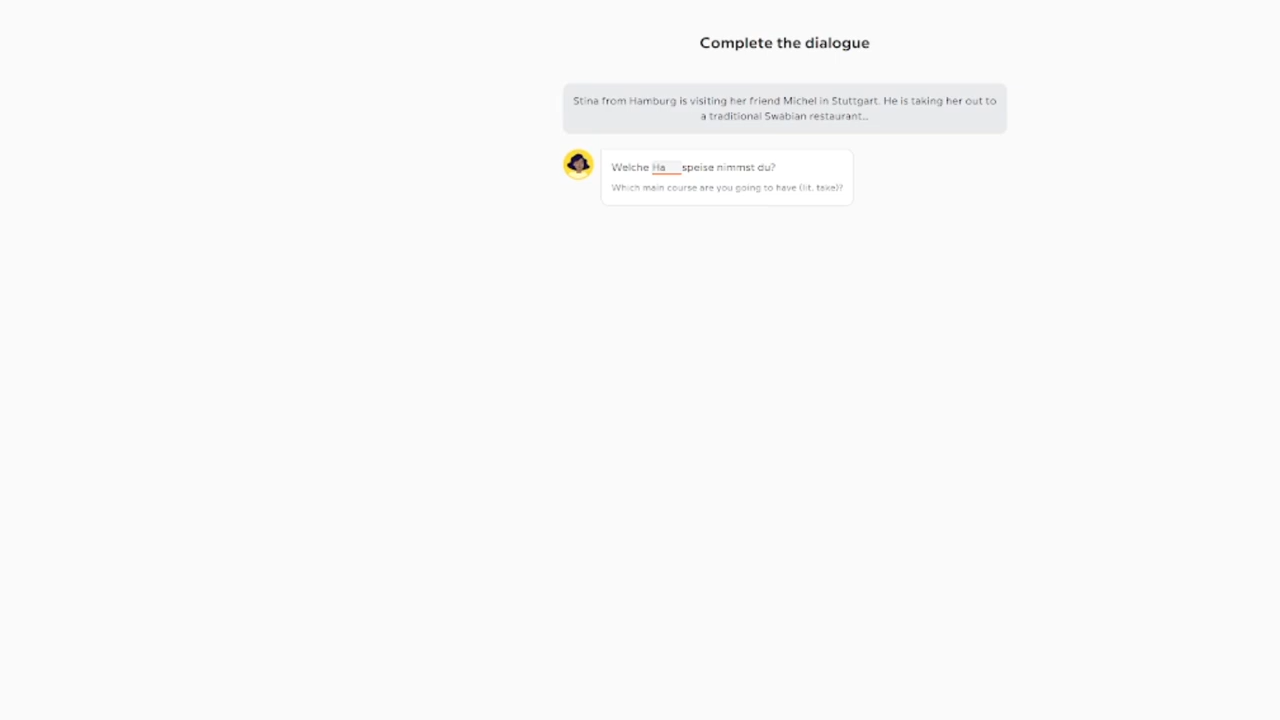 Complete the dialogue
Stina from Hamburg is visiting her friend Michel in Stuttgart. He is taking her out to
a traditional Swabian restaurant...
Welche Ha speise nimmst du?
Which main course are you going to have (lit. take)?